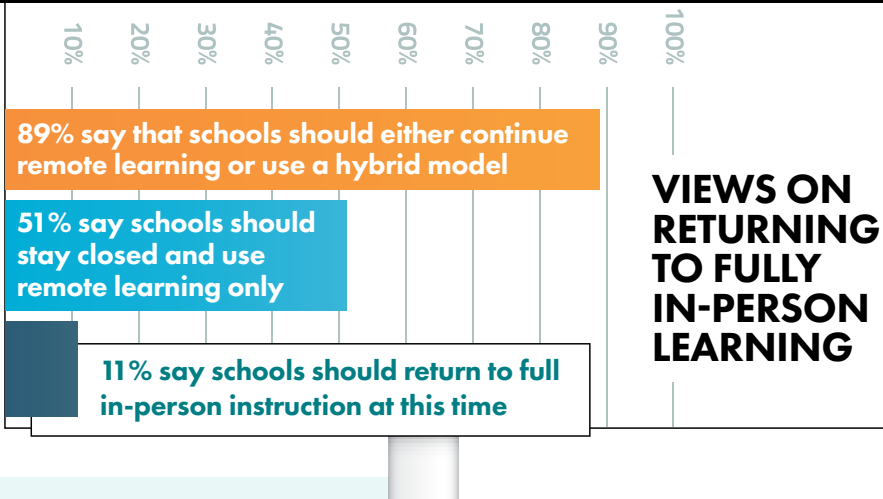 10%
20%
30%
40%
50%
60%
70%
80%
90%
100%
89% say that schools should either continue
remote learning or use a hybrid model
51% say schools should
stay closed and use
remote learning only
11% say schools should return to full
in-person instruction at this time
VIEWS ON
RETURNING
TO FULLY
IN-PERSON
LEARNING